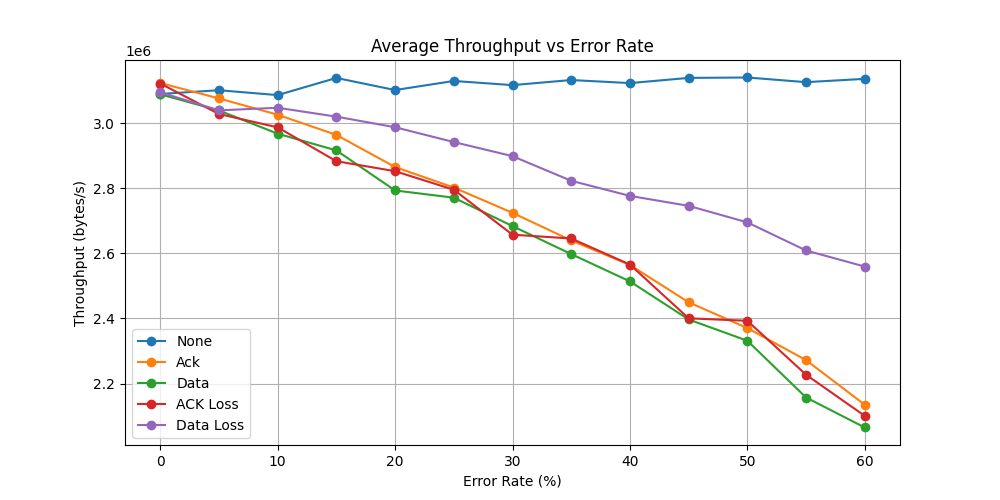 Average Throughput vs Error Rate
1e6
3.0
2.8
2.6
2.4
2.2
Throughput (bytes/s)
None
Ack
Data
ACK Loss
Data Loss
0 10 20 30 40 50 60
Error Rate (%)